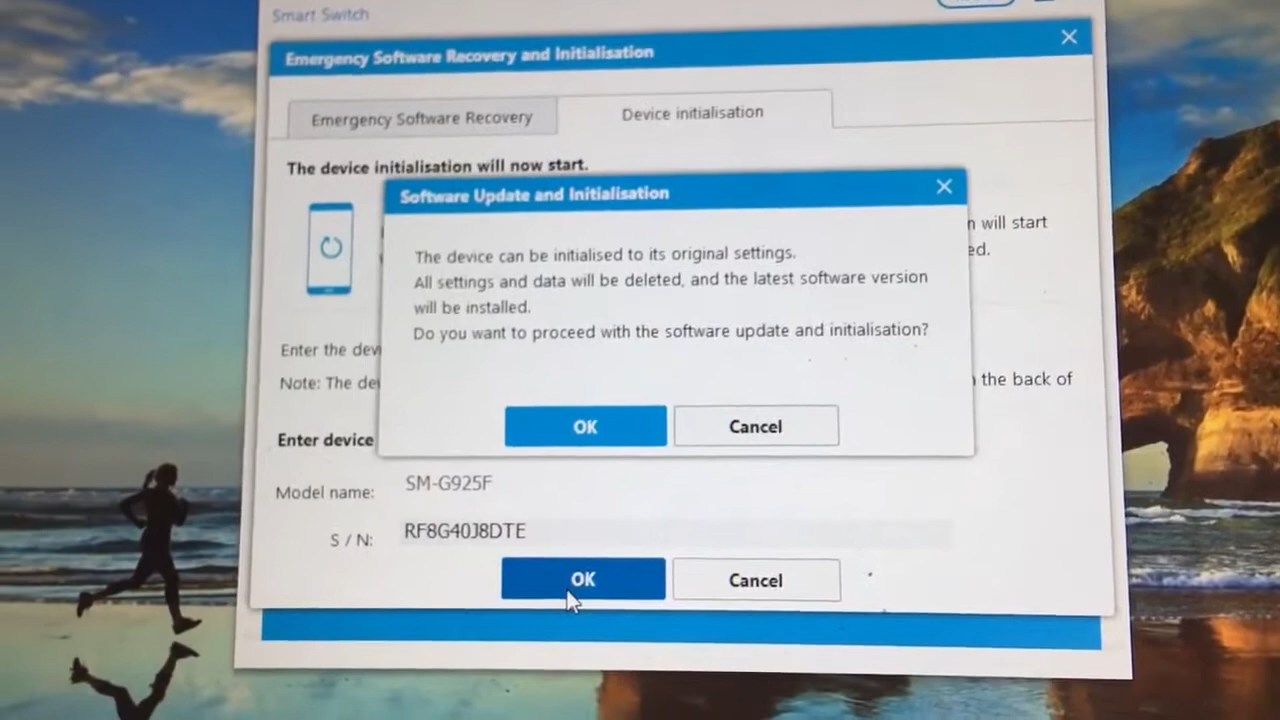 Smart Switch
Emergency Software Recovery and Initialisation
Emergency Software Recovery
Device initialisation
The device initialisation will now start.
Software Update and Initialisation
will start
The device can be initialised to its original settings.
All settings and data will be deleted, and the latest software version
will be installed.
Do you want to proceed with the software update and initialisation?
Enter the
Note: The
the back of
OK
Cancel
Enter device
Model name:
SM-G925F
S / N:
RF8G40J8DTE
OK
Cancel